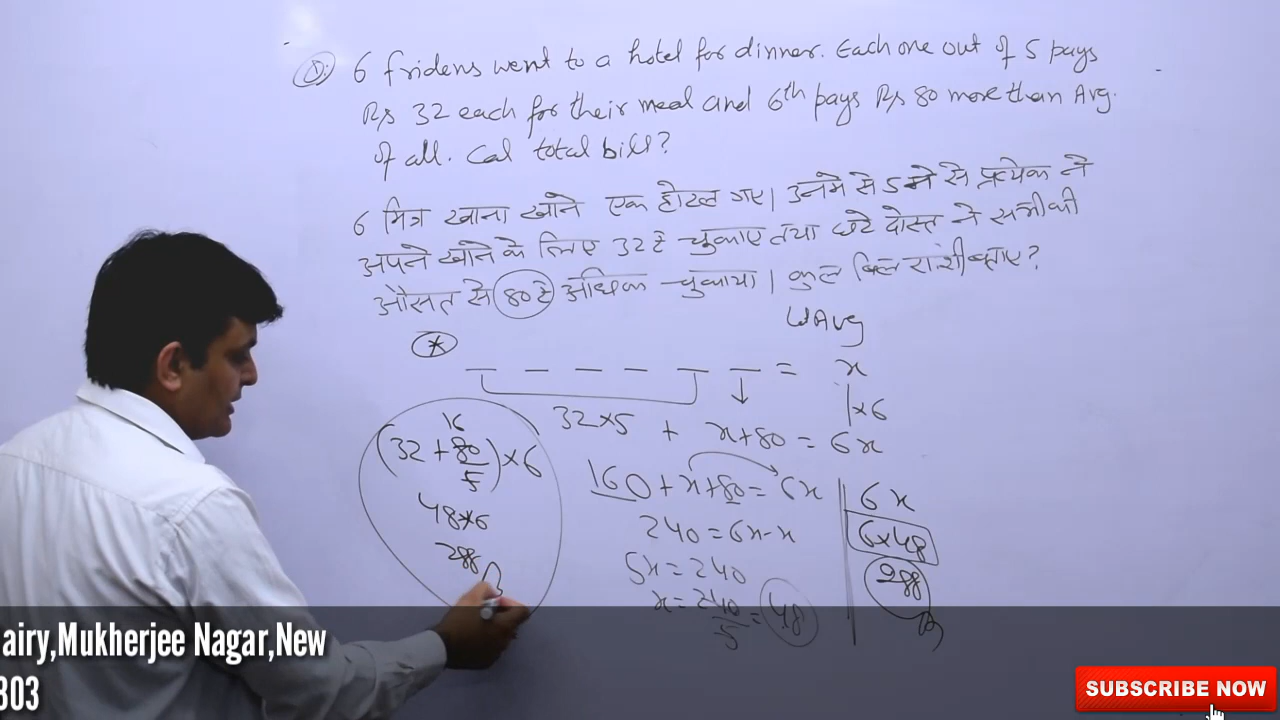 Q. 6 fridens went to a hotel for dinner. Each one out of 5 pays
Rs 32 each for their meal and 6th pays Rs 80 more than Avg.
of all. Cal total bill?
6 मित्र खाना खाने एक होटल गए। उनमे से 5 ने से प्रत्येक ने
अपने खाने के लिए 32 रु चुकाए तथा छटे दोस्त ने सभी की
औसत से 80 रु अधिक चुकाया। कुल बिल राशी बताए?
Avg
*
_ _ _ _ _ _ = x
|×6
32×5 + x+80 = 6x
160 + x+80 = 6x
240 = 6x-x
5x = 240
x = 240/5 = 48
6x
6×48
288
16
(32 + 80/5) × 6
48×6
288
airy,Mukherjee Nagar,New
303
SUBSCRIBE NOW